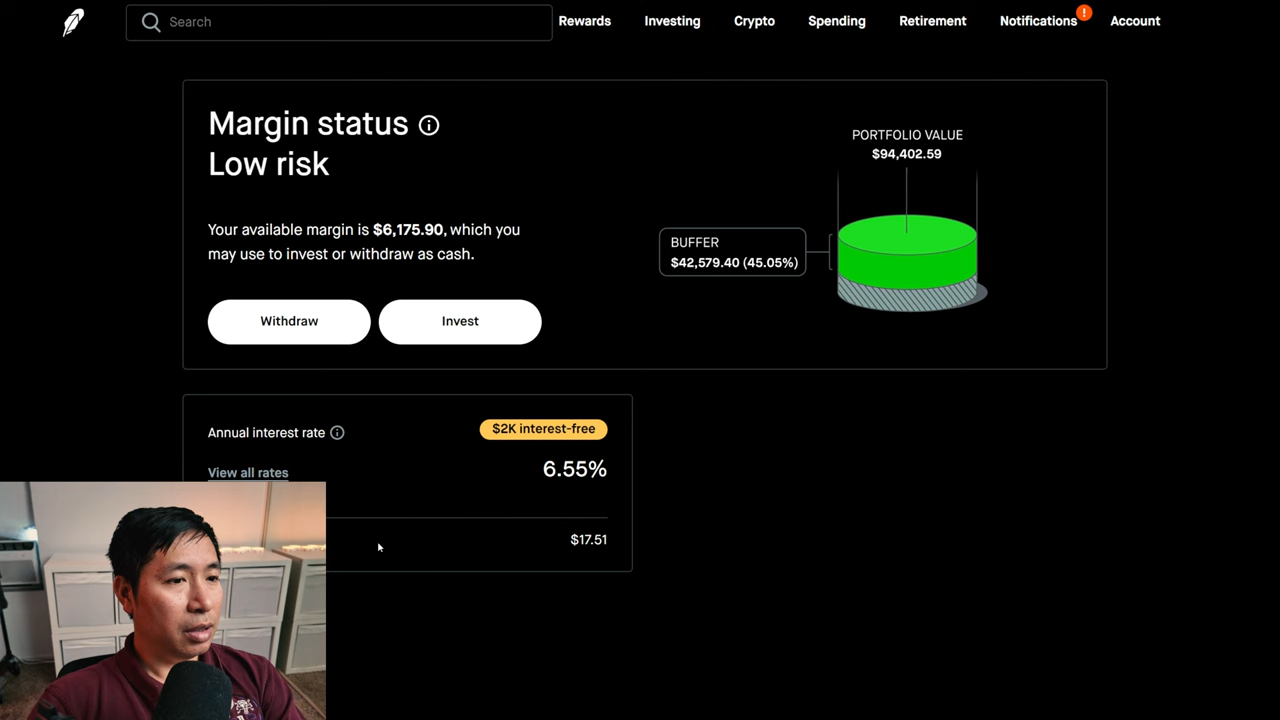 Search
Rewards
Investing
Crypto
Spending
Retirement
Notifications
!
Account
Margin status
Low risk
Your available margin is $6,175.90, which you
may use to invest or withdraw as cash.
Withdraw
Invest
PORTFOLIO VALUE
$94,402.59
BUFFER
$42,579.40 (45.05%)
Annual interest rate
$2K interest-free
View all rates
6.55%
$17.51